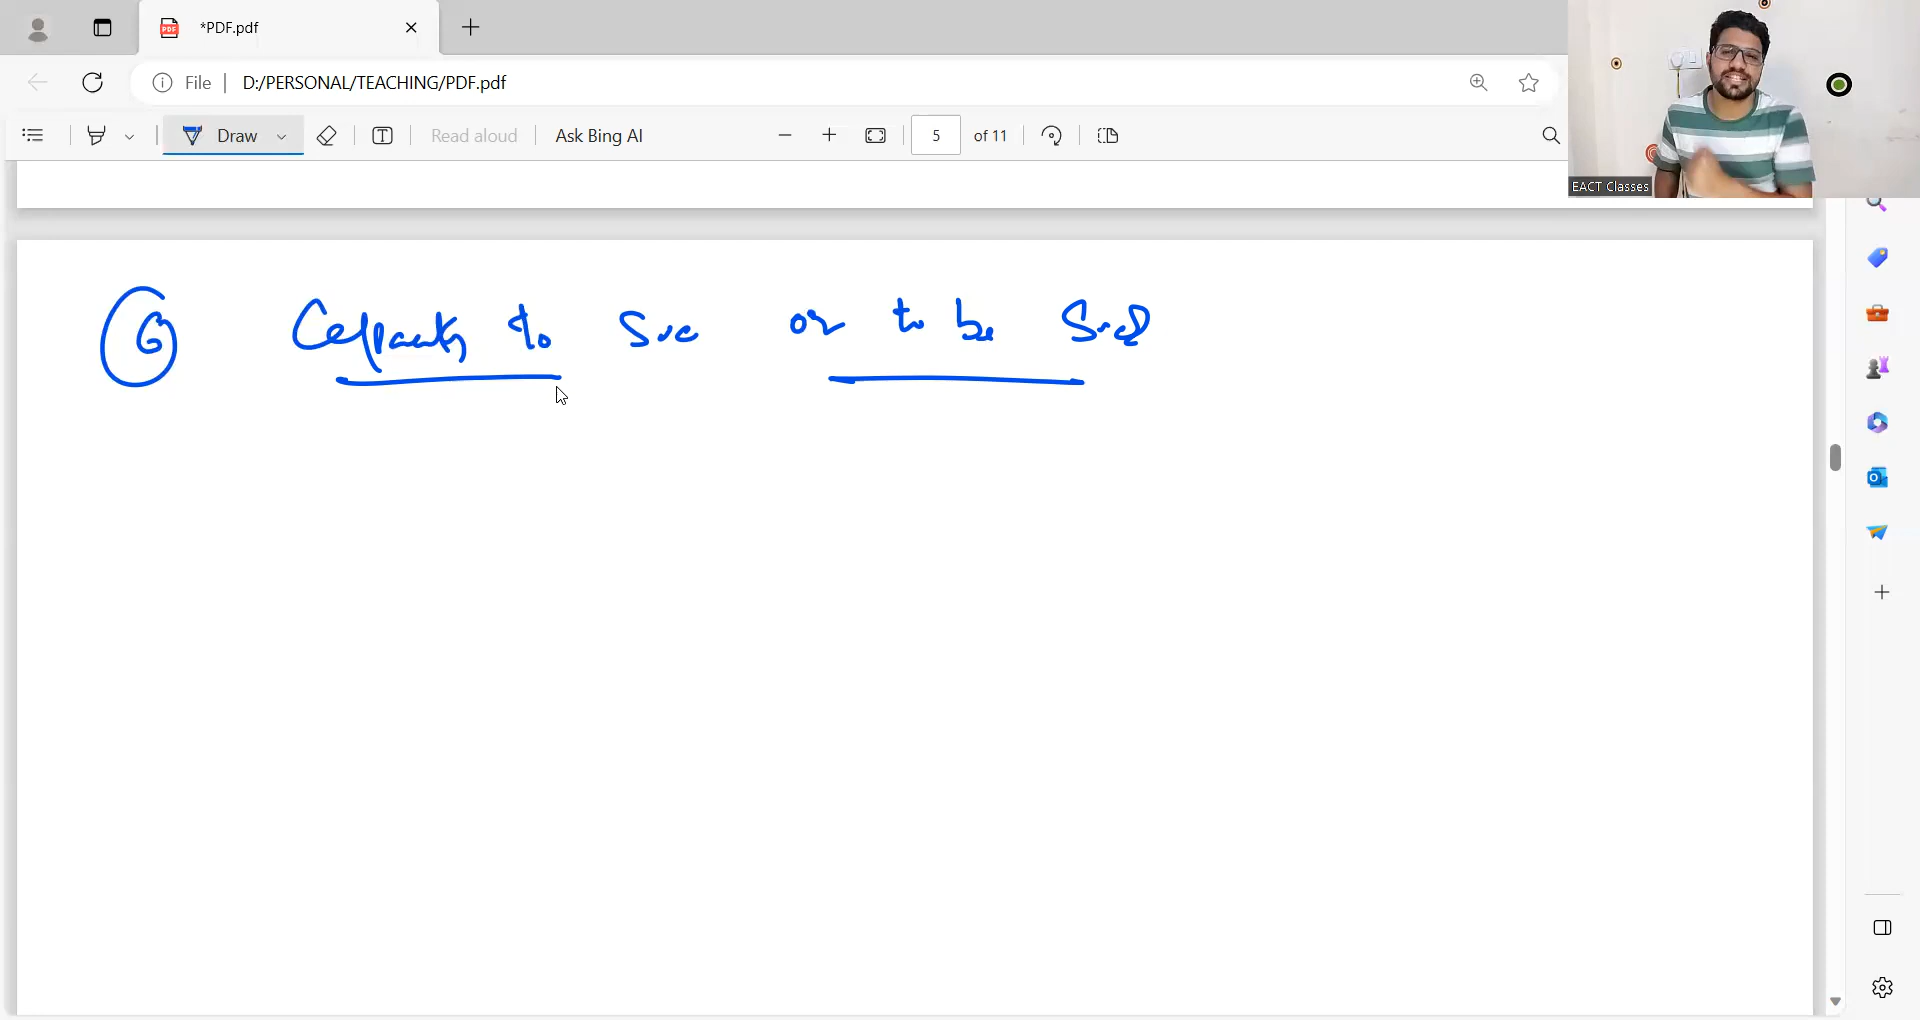 *PDF.pdf
File D:/PERSONAL/TEACHING/PDF.pdf
Draw Read aloud Ask Bing AI 5 of 11
EACT Classes
6 Capacity to Sue or to be Sued